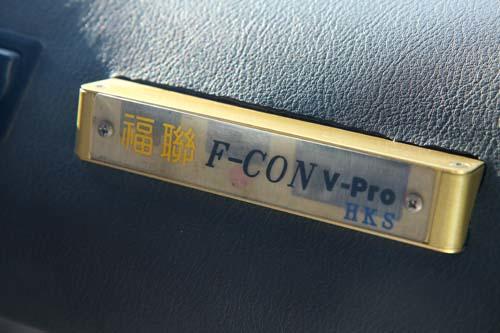 福聯 F-CON V-Pro
HKS